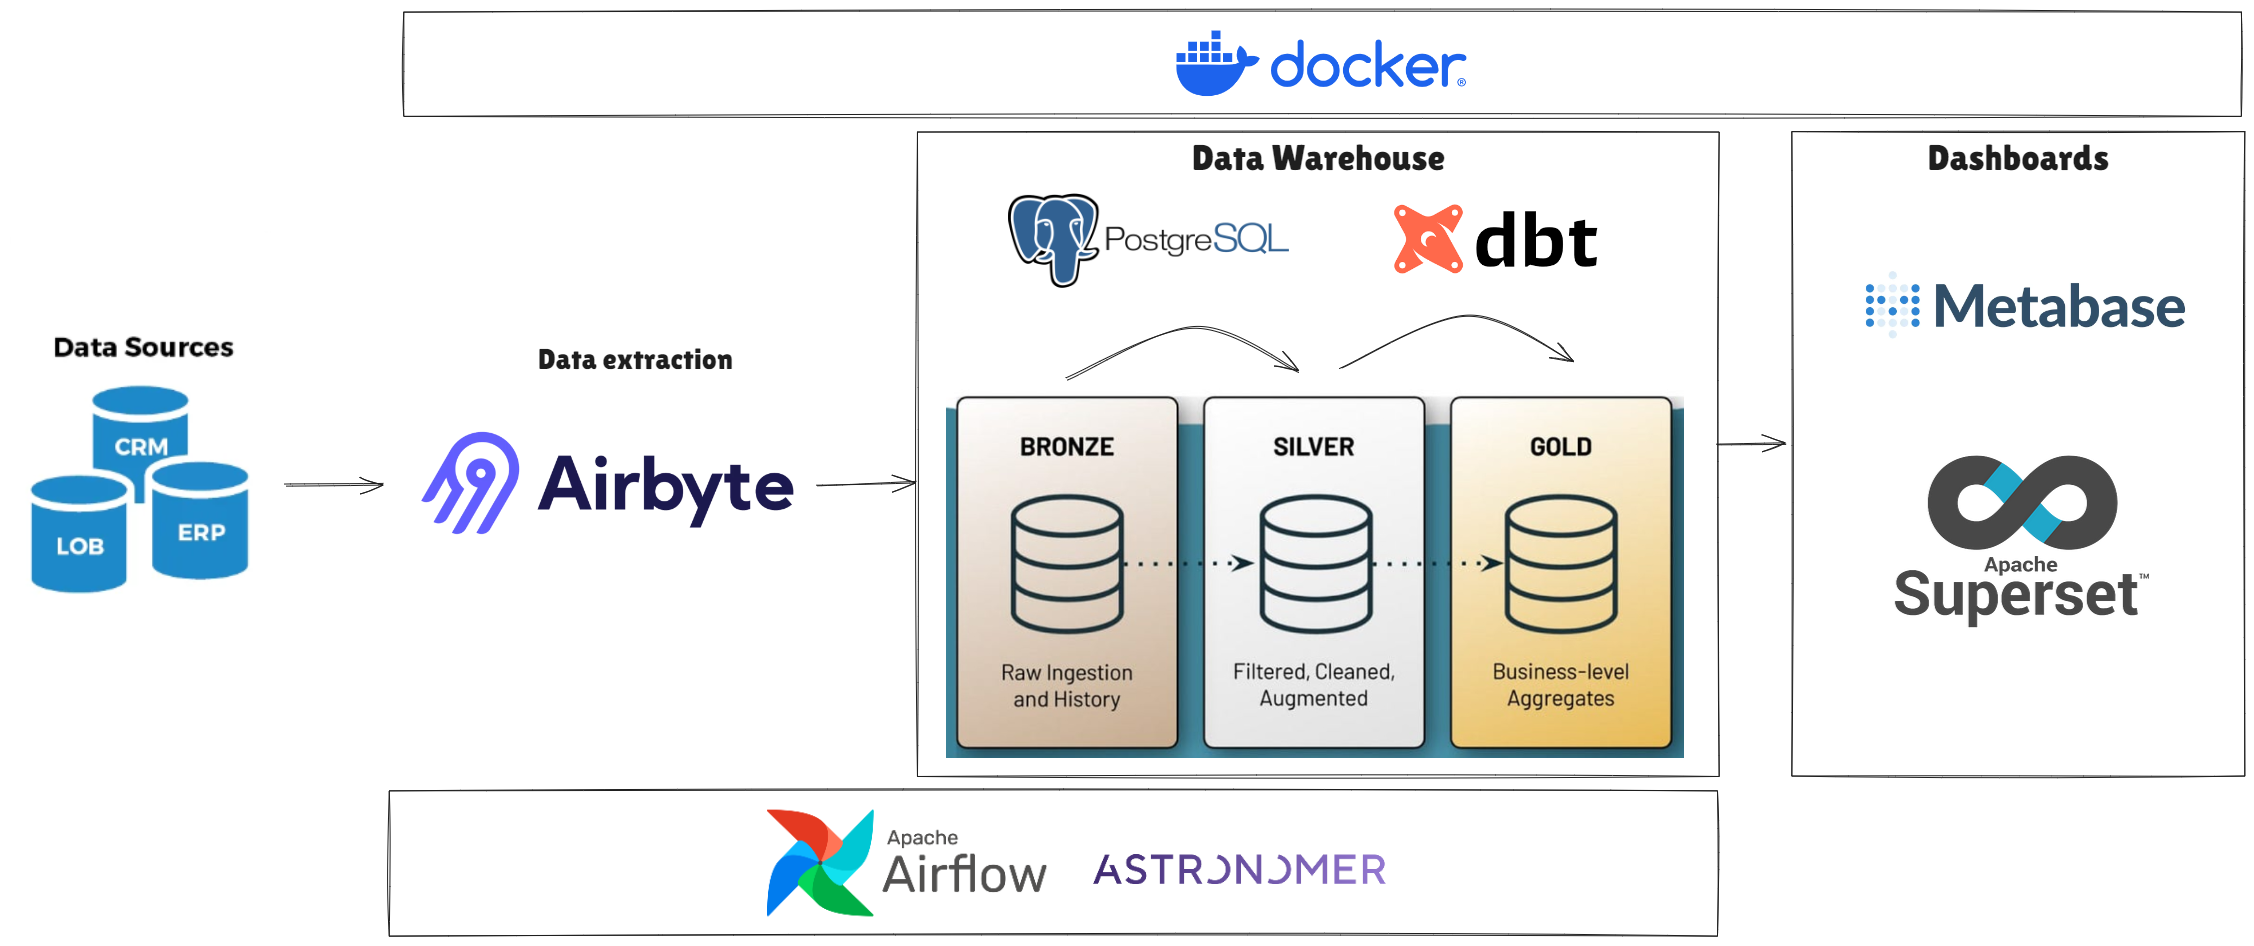 docker®
Data Warehouse
Dashboards
PostgreSQL
dbt
Metabase
Data Sources
Data extraction
CRM
LOB
ERP
Airbyte
BRONZE
SILVER
GOLD
Raw Ingestion
and History
Filtered, Cleaned,
Augmented
Business-level
Aggregates
Apache
Superset™
Apache
Airflow
ASTRONOMER